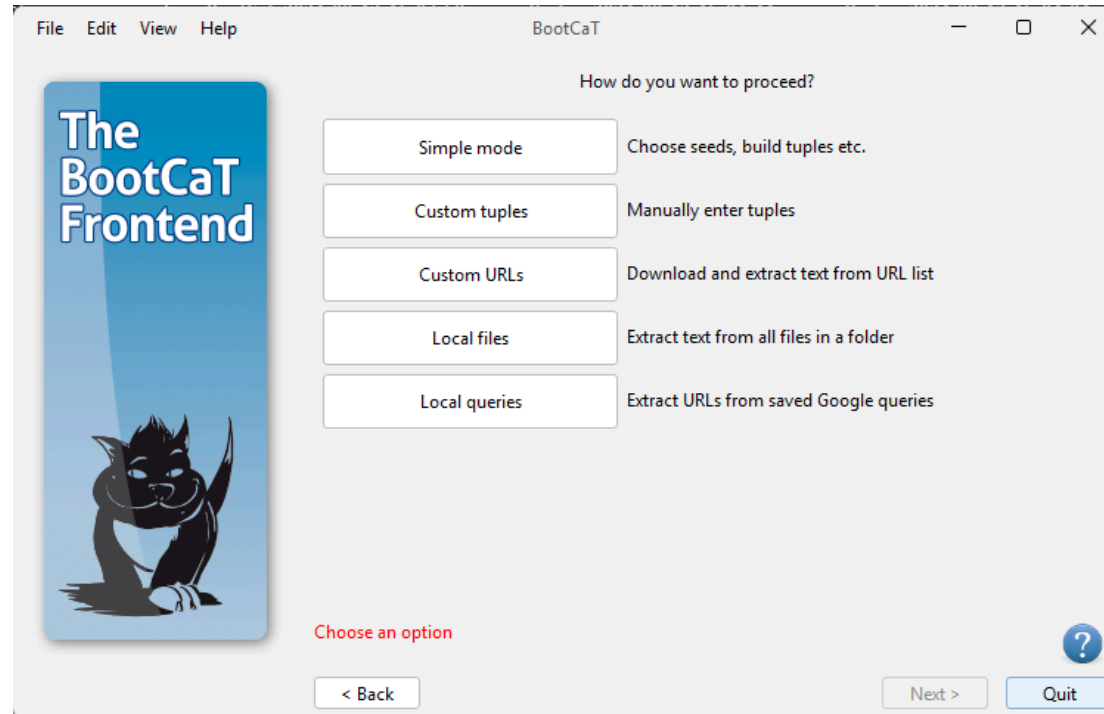 File Edit View Help BootCaT
How do you want to proceed?
The
BootCaT
Frontend
Simple mode Choose seeds, build tuples etc.
Custom tuples Manually enter tuples
Custom URLs Download and extract text from URL list
Local files Extract text from all files in a folder
Local queries Extract URLs from saved Google queries
Choose an option
?
< Back Next > Quit